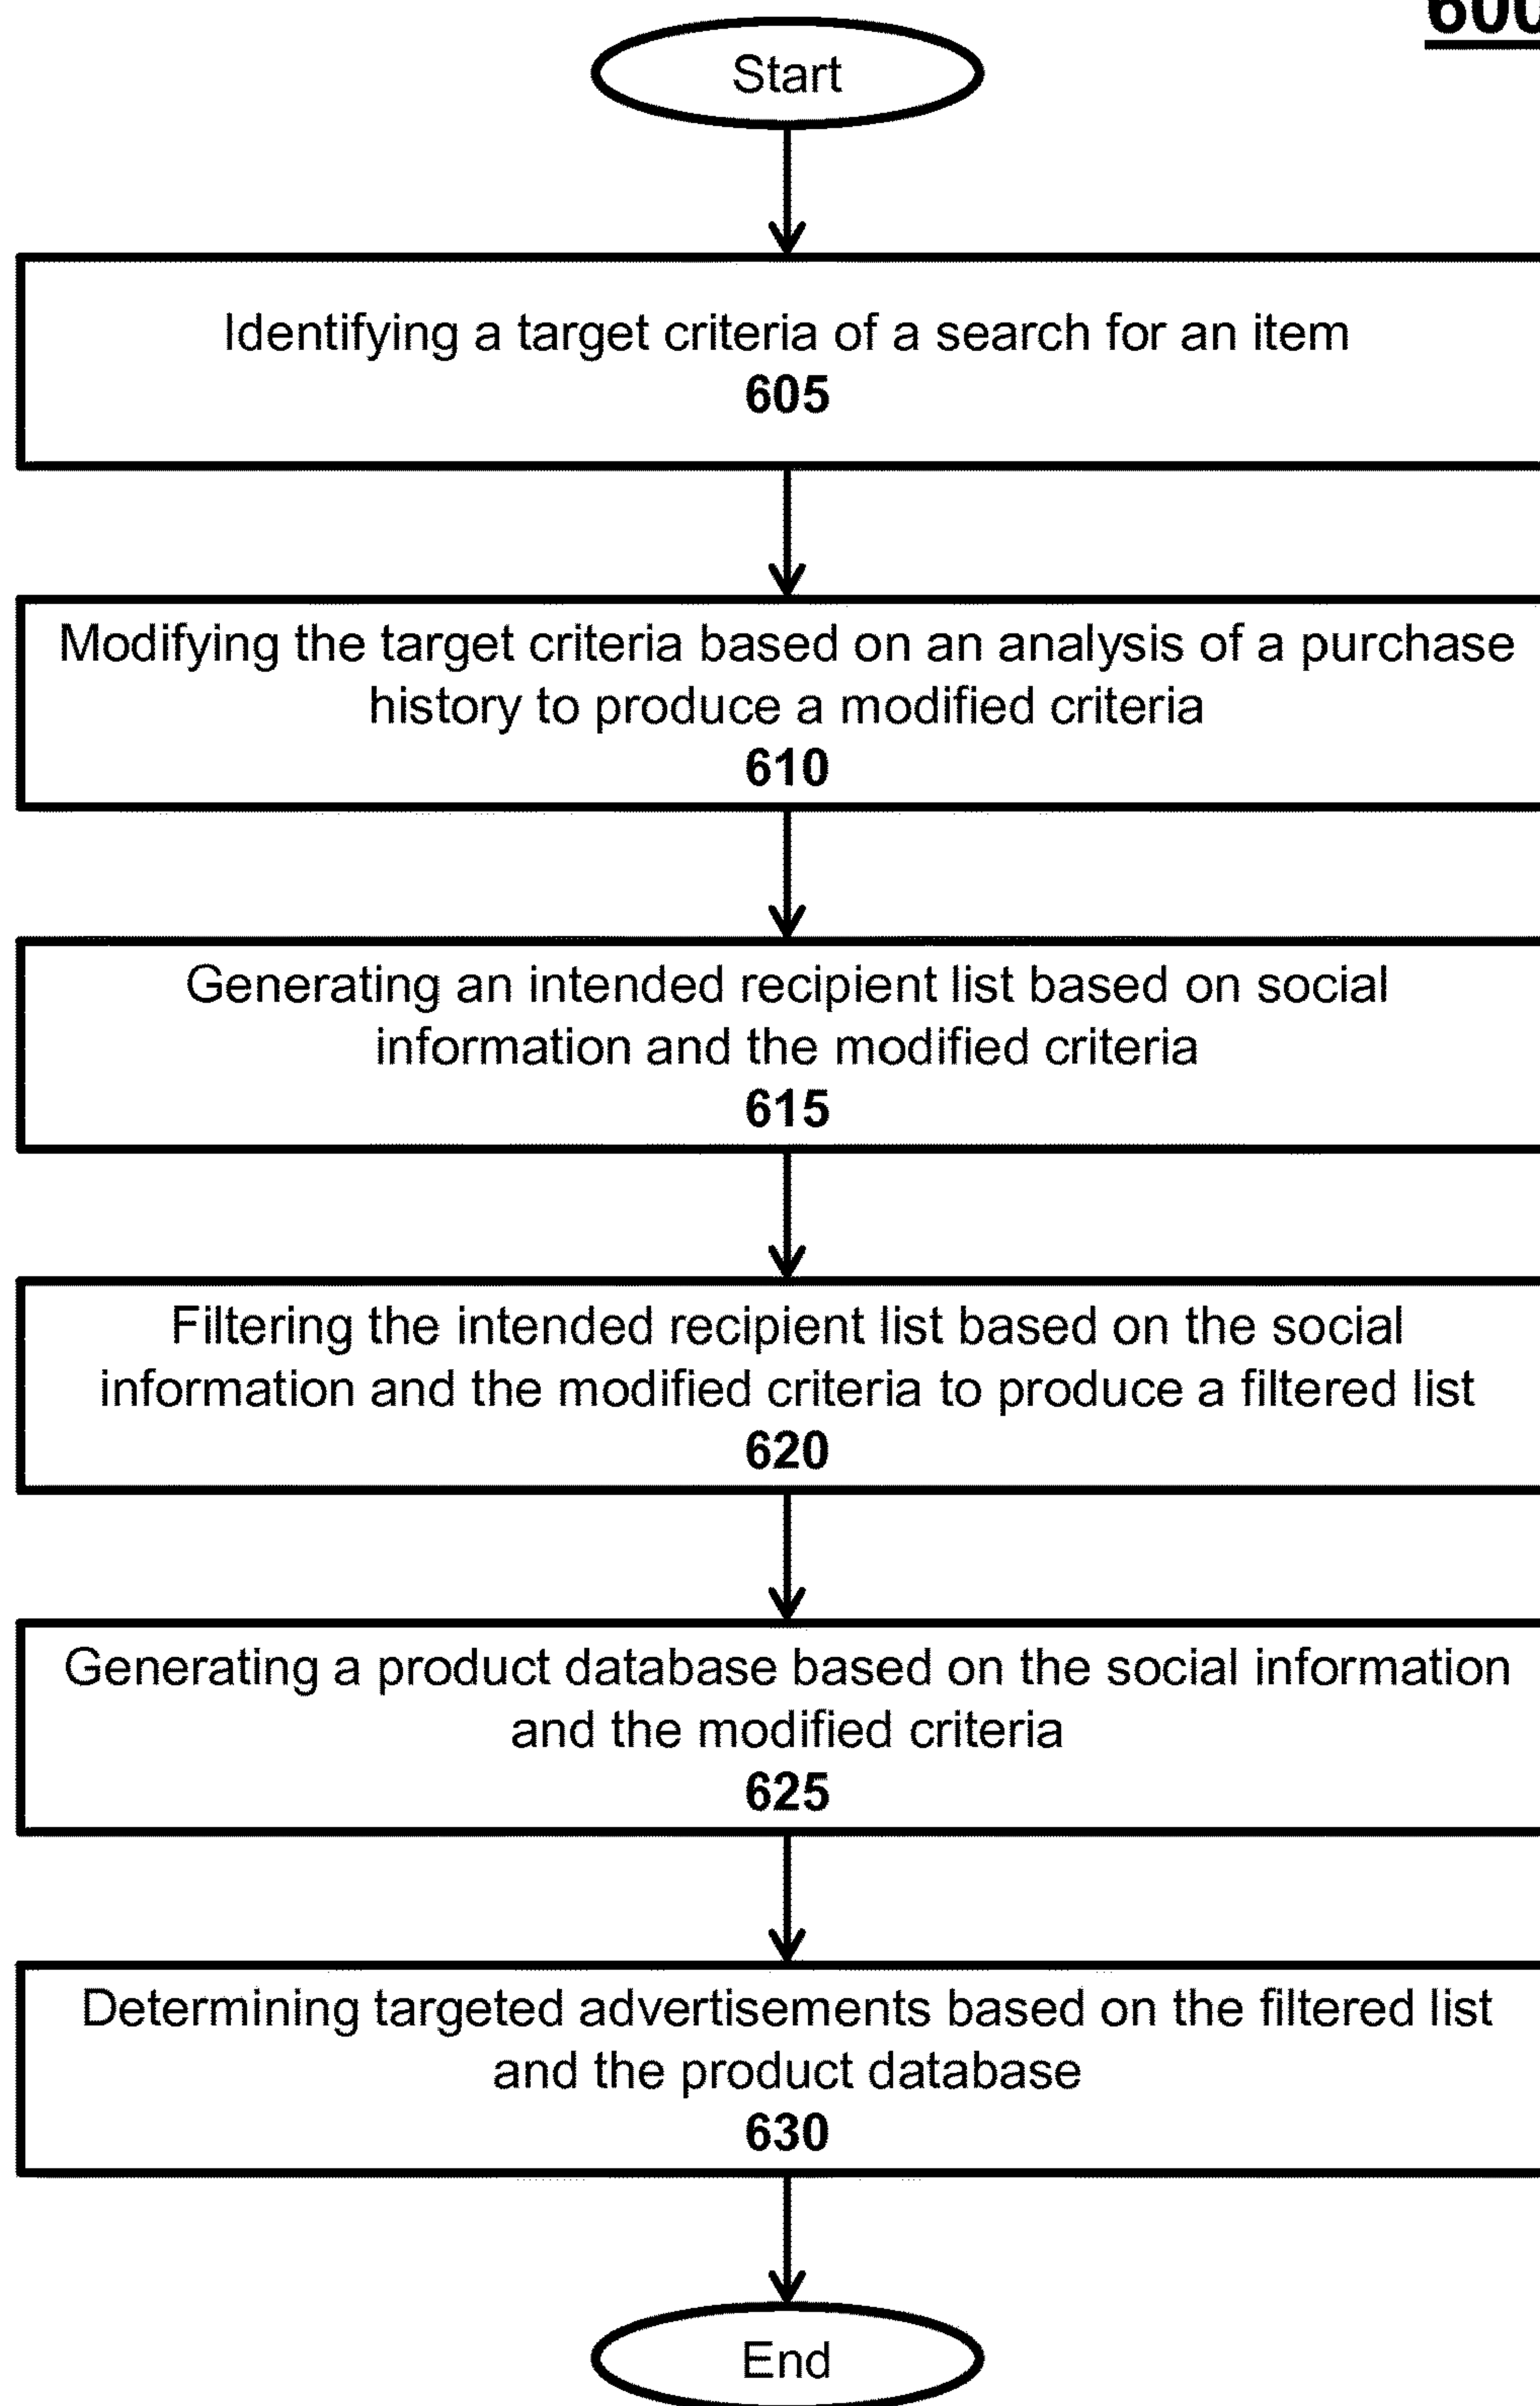 600
Start
Identifying a target criteria of a search for an item
605
Modifying the target criteria based on an analysis of a purchase
history to produce a modified criteria
610
Generating an intended recipient list based on social
information and the modified criteria
615
Filtering the intended recipient list based on the social
information and the modified criteria to produce a filtered list
620
Generating a product database based on the social information
and the modified criteria
625
Determining targeted advertisements based on the filtered list
and the product database
630
End